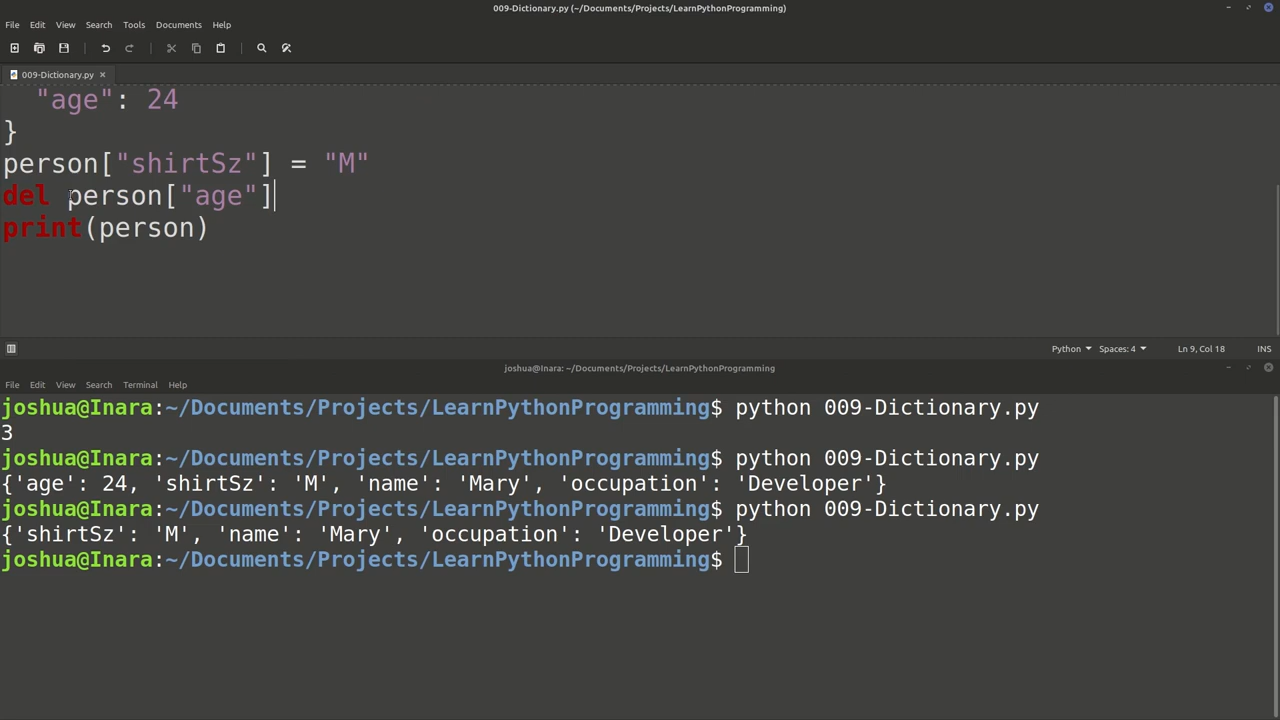 009-Dictionary.py (~/Documents/Projects/LearnPythonProgramming)
File Edit View Search Tools Documents Help
009-Dictionary.py
"age": 24
}
person["shirtSz"] = "M"
del person["age"]
print(person)
Python Spaces: 4 Ln 9, Col 18 INS
joshua@Inara: ~/Documents/Projects/LearnPythonProgramming
File Edit View Search Terminal Help
joshua@Inara:~/Documents/Projects/LearnPythonProgramming$ python 009-Dictionary.py
3
joshua@Inara:~/Documents/Projects/LearnPythonProgramming$ python 009-Dictionary.py
{'age': 24, 'shirtSz': 'M', 'name': 'Mary', 'occupation': 'Developer'}
joshua@Inara:~/Documents/Projects/LearnPythonProgramming$ python 009-Dictionary.py
{'shirtSz': 'M', 'name': 'Mary', 'occupation': 'Developer'}
joshua@Inara:~/Documents/Projects/LearnPythonProgramming$